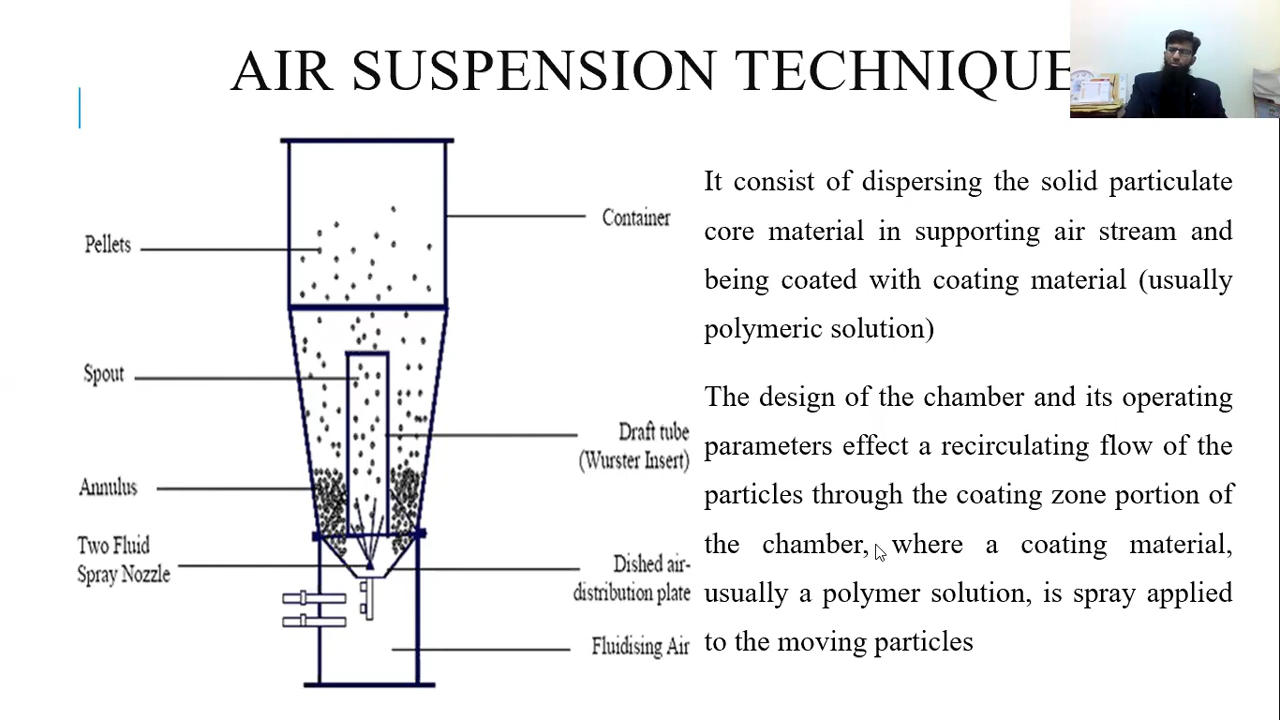 AIR SUSPENSION TECHNIQUE
Pellets
Spout
Annulus
Two Fluid
Spray Nozzle
Container
Draft tube
(Wurster Insert)
Dished air-
distribution plate
Fluidising Air
It consist of dispersing the solid particulate
core material in supporting air stream and
being coated with coating material (usually
polymeric solution)
The design of the chamber and its operating
parameters effect a recirculating flow of the
particles through the coating zone portion of
the chamber, where a coating material,
usually a polymer solution, is spray applied
to the moving particles